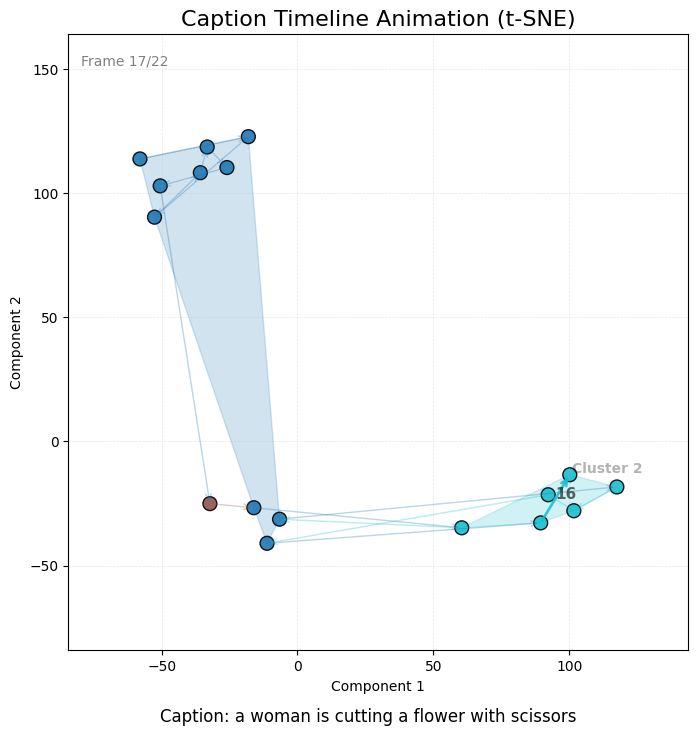 Caption Timeline Animation (t-SNE)
Frame 17/22
150
100
50
0
−50
Component 2
Cluster 2
16
−50
0
50
100
Component 1
Caption: a woman is cutting a flower with scissors